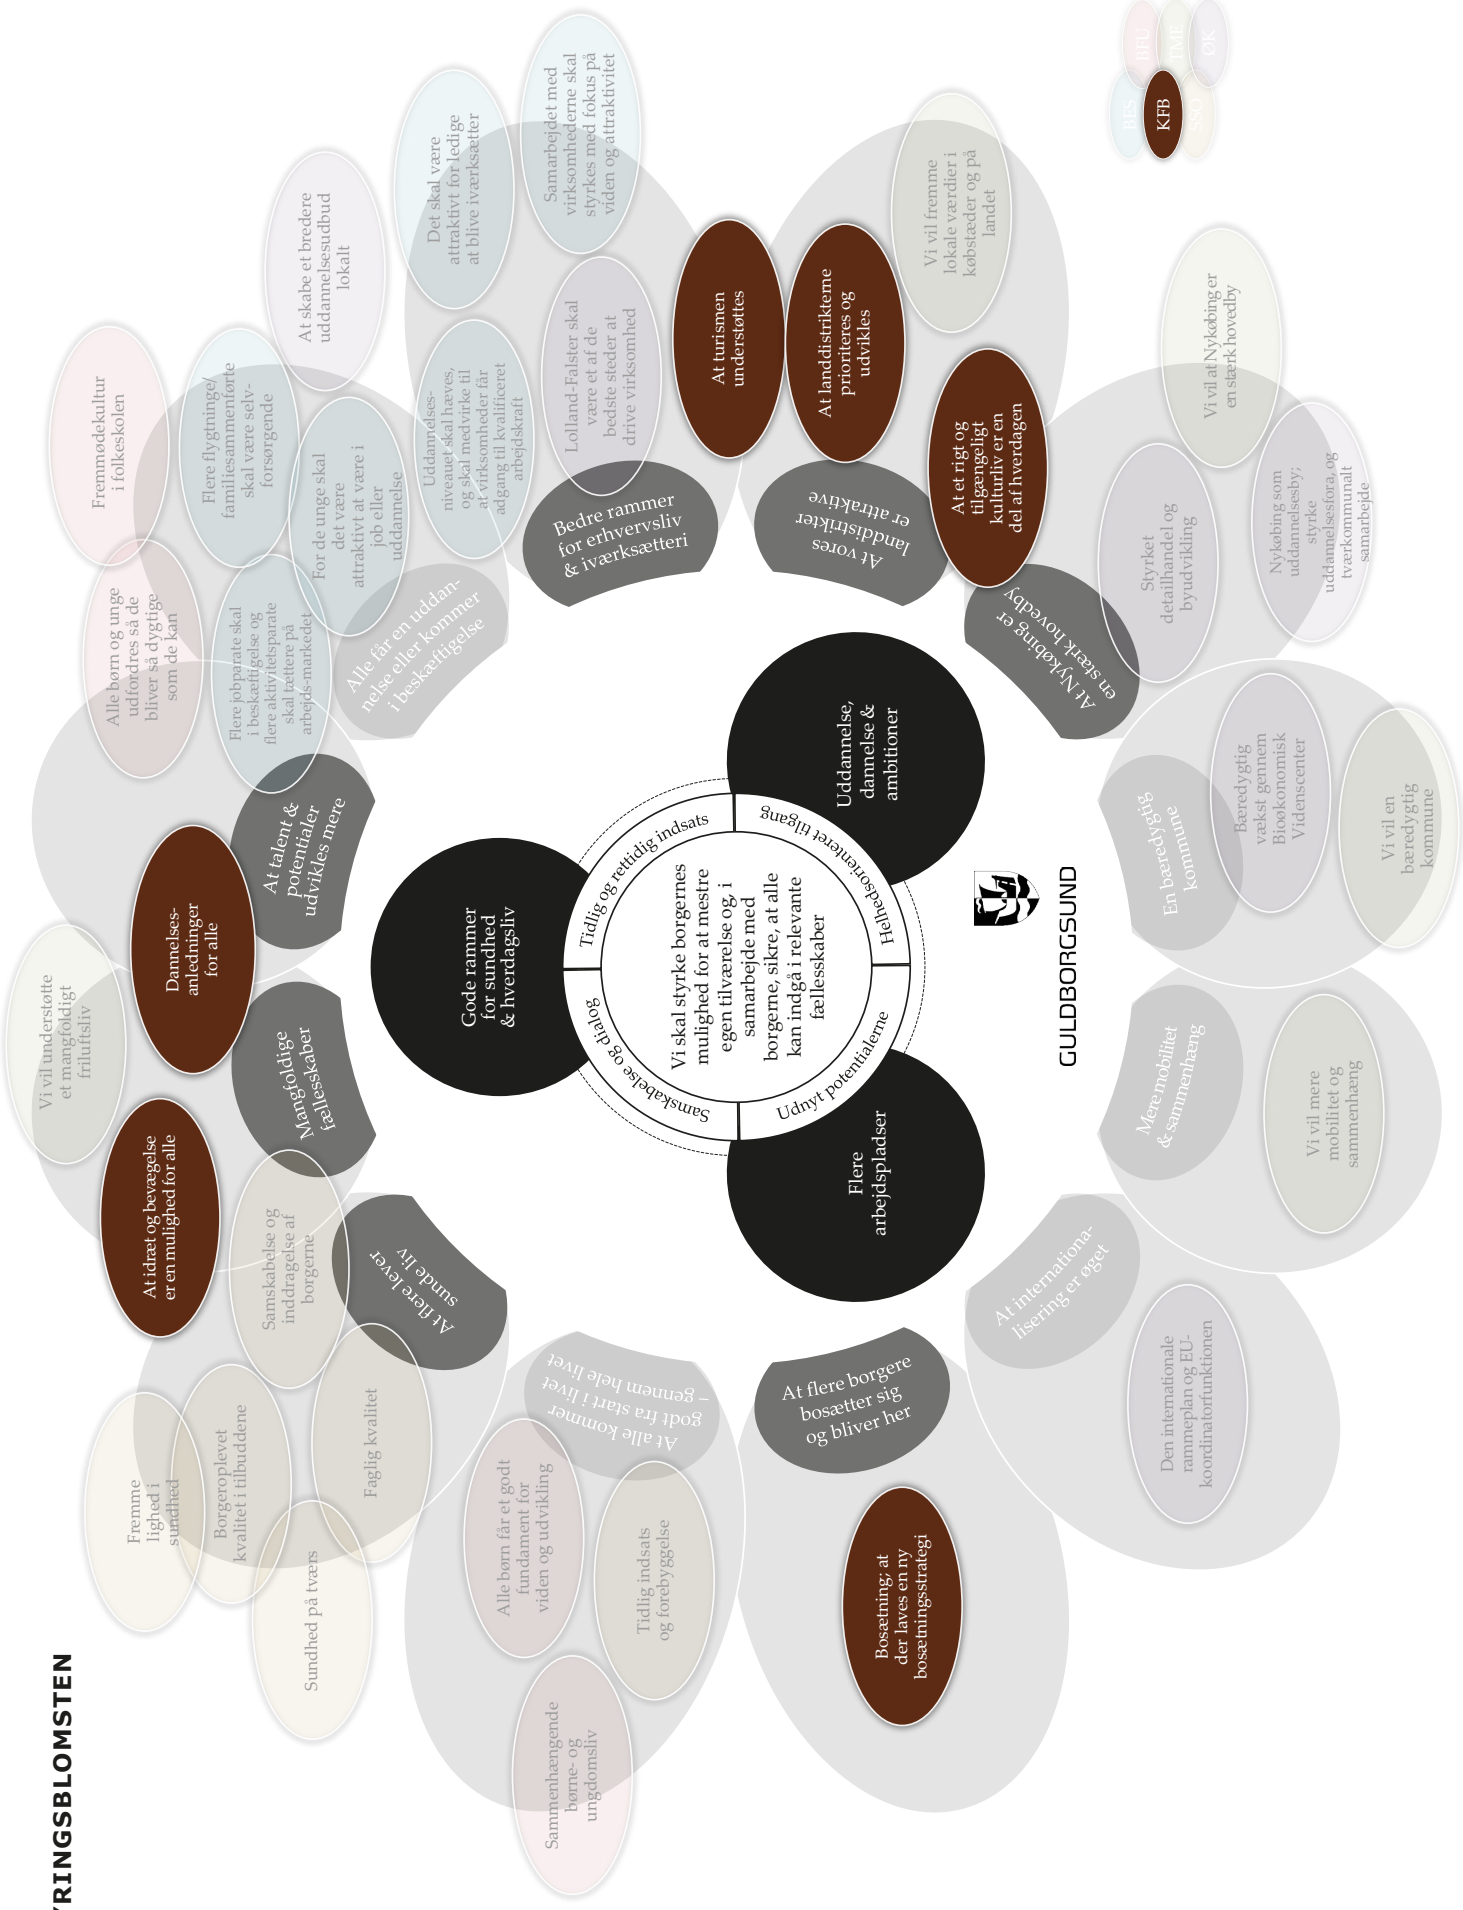 YRINGSBLOMSTEN
Vi skal styrke borgernes
mulighed for at mestre
egen tilværelse og, i
samarbejde med
borgerne, sikre, at alle
kan indgå i relevante
fællesskaber
Tidlig og rettidig indsats
Helhedsorienteret tilgang
Udnyt potentialerne
Samskabelse og dialog
Gode rammer
for sundhed
& hverdagsliv
Uddannelse,
dannelse &
ambitioner
Flere
arbejdspladser
Mangfoldige
fællesskaber
At talent &
potentialer
udvikles mere
Alle får en uddan-
nelse eller kommer
i beskæftigelse
Bedre rammer
for erhvervsliv
& iværksætteri
At vores
landdistrikter
er attraktive
At Nykøbing er
en stærk hovedby
En bæredygtig
kommune
Mere mobilitet
& sammenhæng
At internationa-
lisering er øget
At flere borgere
bosætter sig
og bliver her
At alle kommer
godt fra start i livet
– gennem hele livet
At flere lever
sunde liv
Vi vil understøtte
et mangfoldigt
friluftsliv
At idræt og bevægelse
er en mulighed for alle
Dannelses-
anledninger
for alle
Alle børn og unge
udfordres så de
bliver så dygtige
som de kan
Fremmødekultur
i folkeskolen
Flere jobparate skal
i beskæftigelse og
flere aktivitetsparate
skal tættere på
arbejds-markedet
Flere flygtninge/
familiesammenførte
skal være selv-
forsørgende
For de unge skal
det være
attraktivt at være i
job eller
uddannelse
At skabe et bredere
uddannelsesudbud
lokalt
Uddannelses-
niveauet skal hæves,
og skal medvirke til
at virksomheder får
adgang til kvalificeret
arbejdskraft
Det skal være
attraktivt for ledige
at blive iværksætter
Samarbejdet med
virksomhederne skal
styrkes med fokus på
viden og attraktivitet
Lolland-Falster skal
være et af de
bedste steder at
drive virksomhed
At turismen
understøttes
At landdistrikterne
prioriteres og
udvikles
Vi vil fremme
lokale værdier i
købstæder og på
landet
At et rigt og
tilgængeligt
kulturliv er en
del af hverdagen
Vi vil at Nykøbing er
en stærk hovedby
Styrket
detailhandel og
byudvikling
Nykøbing som
uddannelsesby;
styrke
uddannelsesfora, og
tværkommunalt
samarbejde
Bæredygtig
vækst gennem
Bioøkonomisk
Videnscenter
Vi vil en
bæredygtig
kommune
Vi vil mere
mobilitet og
sammenhæng
Den internationale
rammeplan og EU-
koordinatorfunktionen
Bosætning; at
der laves en ny
bosætningsstrategi
Alle børn får et godt
fundament for
viden og udvikling
Tidlig indsats
og forebyggelse
Sammenhængende
børne- og
ungdomsliv
Samskabelse og
inddragelse af
borgerne
Faglig kvalitet
Borgeroplevet
kvalitet i tilbuddene
Fremme
lighed i
sundhed
Sundhed på tværs
GULDBORGSUND
BES
BFU
KFB
TME
SSO
ØK